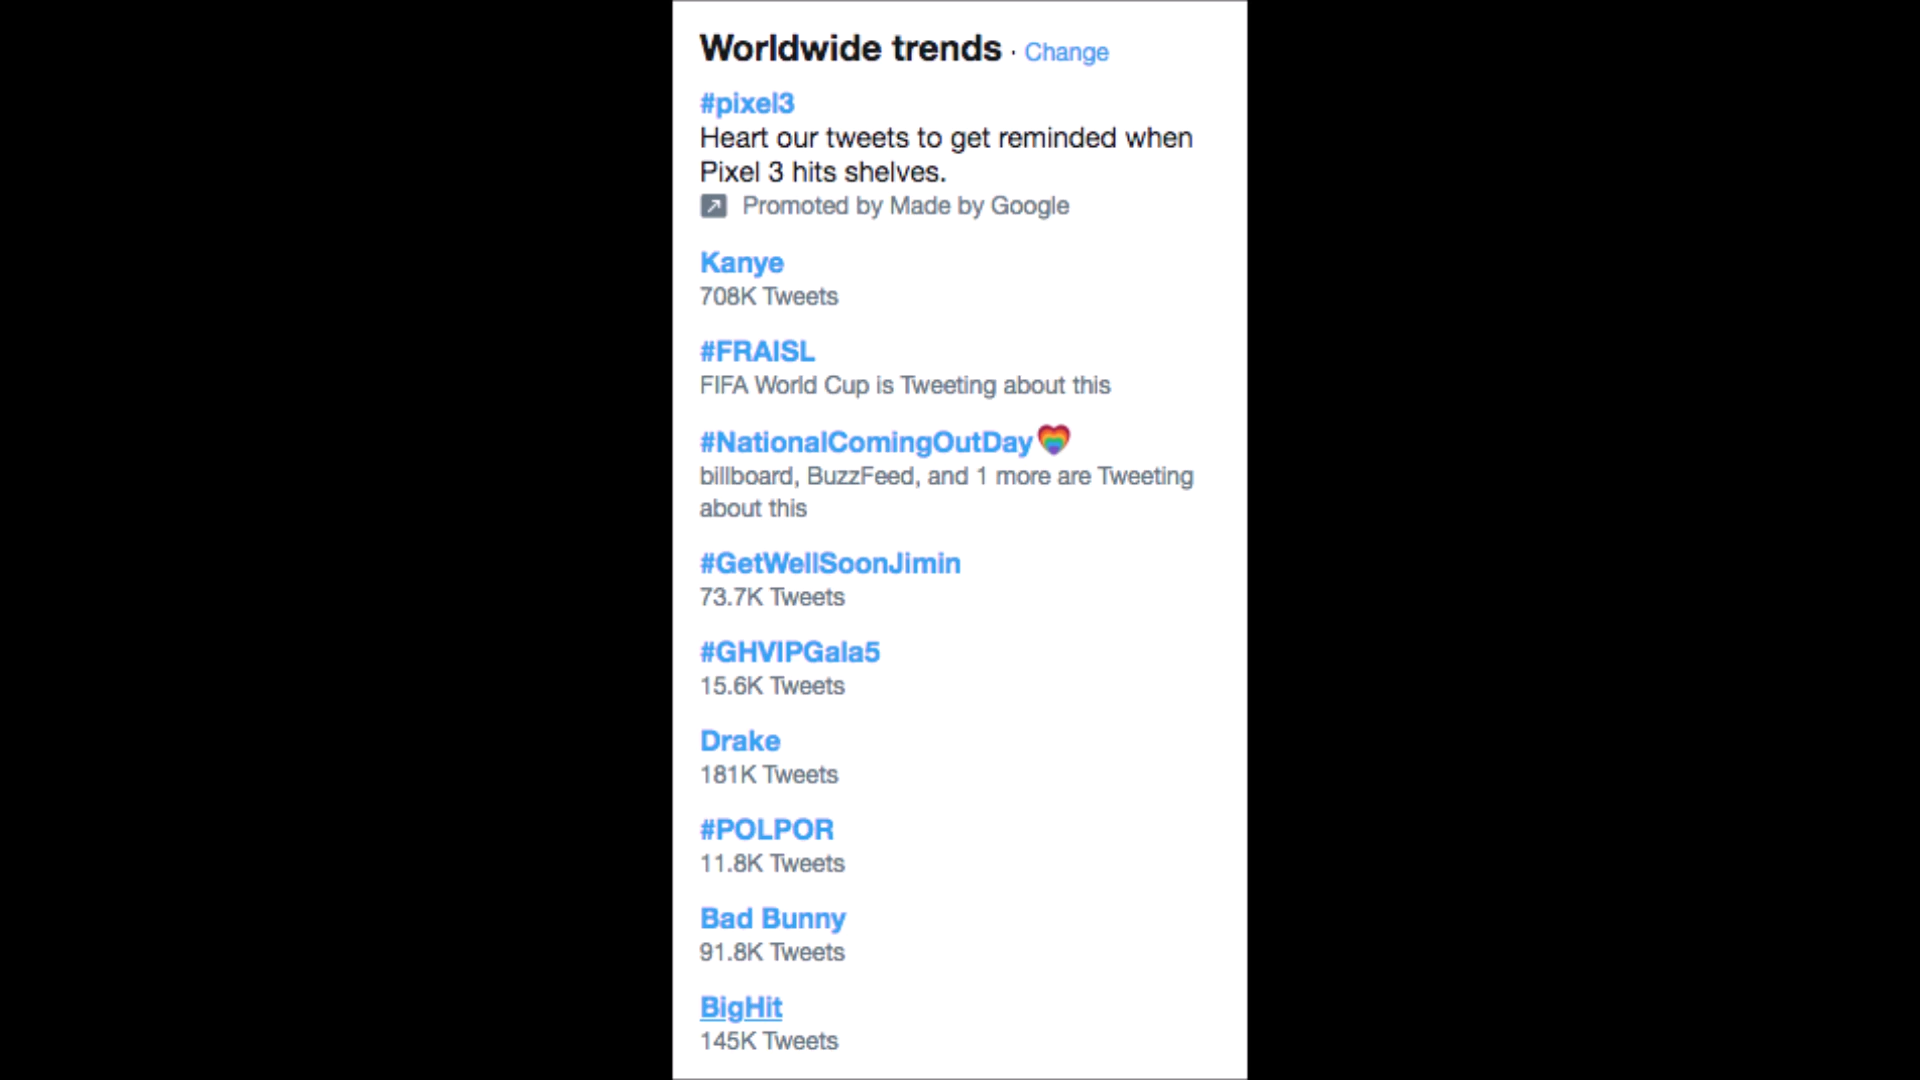 Worldwide trends · Change
#pixel3
Heart our tweets to get reminded when
Pixel 3 hits shelves.
Promoted by Made by Google
Kanye
708K Tweets
#FRAISL
FIFA World Cup is Tweeting about this
#NationalComingOutDay
billboard, BuzzFeed, and 1 more are Tweeting
about this
#GetWellSoonJimin
73.7K Tweets
#GHVIPGala5
15.6K Tweets
Drake
181K Tweets
#POLPOR
11.8K Tweets
Bad Bunny
91.8K Tweets
BigHit
145K Tweets